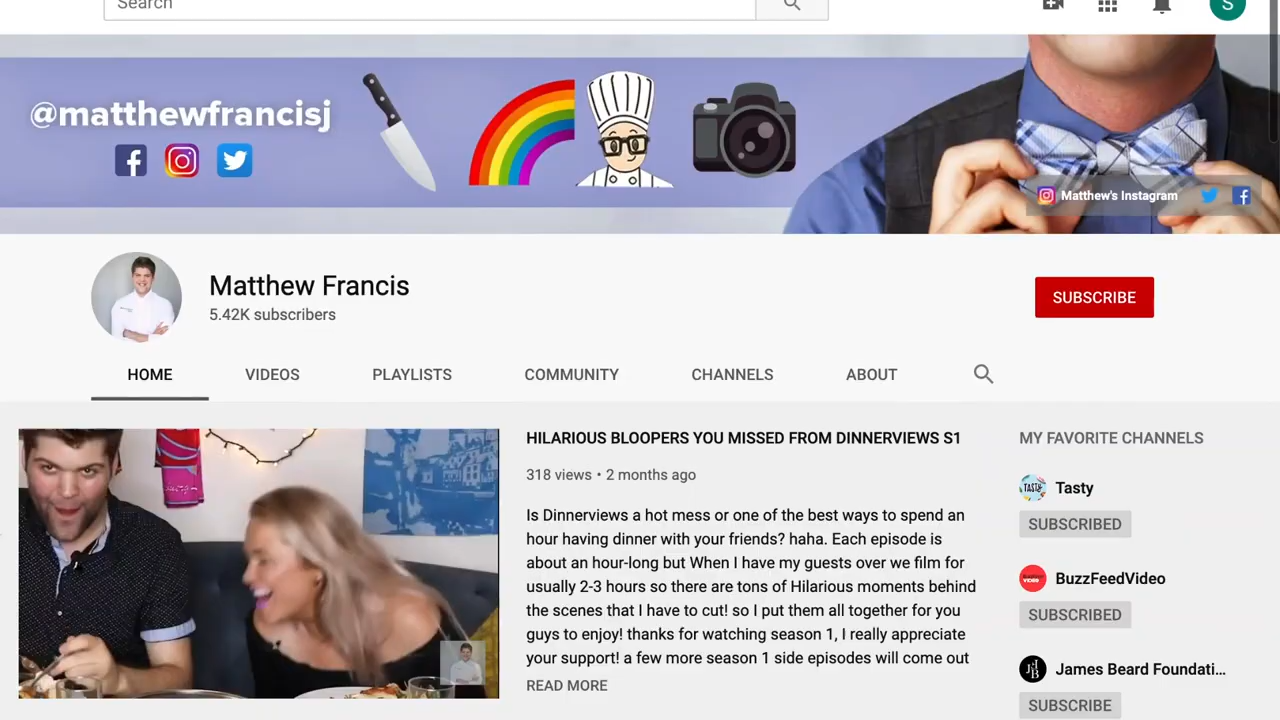 Search
S
@matthewfrancisj
Matthew's Instagram
Matthew Francis
5.42K subscribers
SUBSCRIBE
HOME
VIDEOS
PLAYLISTS
COMMUNITY
CHANNELS
ABOUT
HILARIOUS BLOOPERS YOU MISSED FROM DINNERVIEWS S1
318 views • 2 months ago
Is Dinnerviews a hot mess or one of the best ways to spend an
hour having dinner with your friends? haha. Each episode is
about an hour-long but When I have my guests over we film for
usually 2-3 hours so there are tons of Hilarious moments behind
the scenes that I have to cut! so I put them all together for you
guys to enjoy! thanks for watching season 1, I really appreciate
your support! a few more season 1 side episodes will come out
READ MORE
MY FAVORITE CHANNELS
TASTY
Tasty
SUBSCRIBED
BuzzFeedVideo
SUBSCRIBED
James Beard Foundati...
SUBSCRIBE